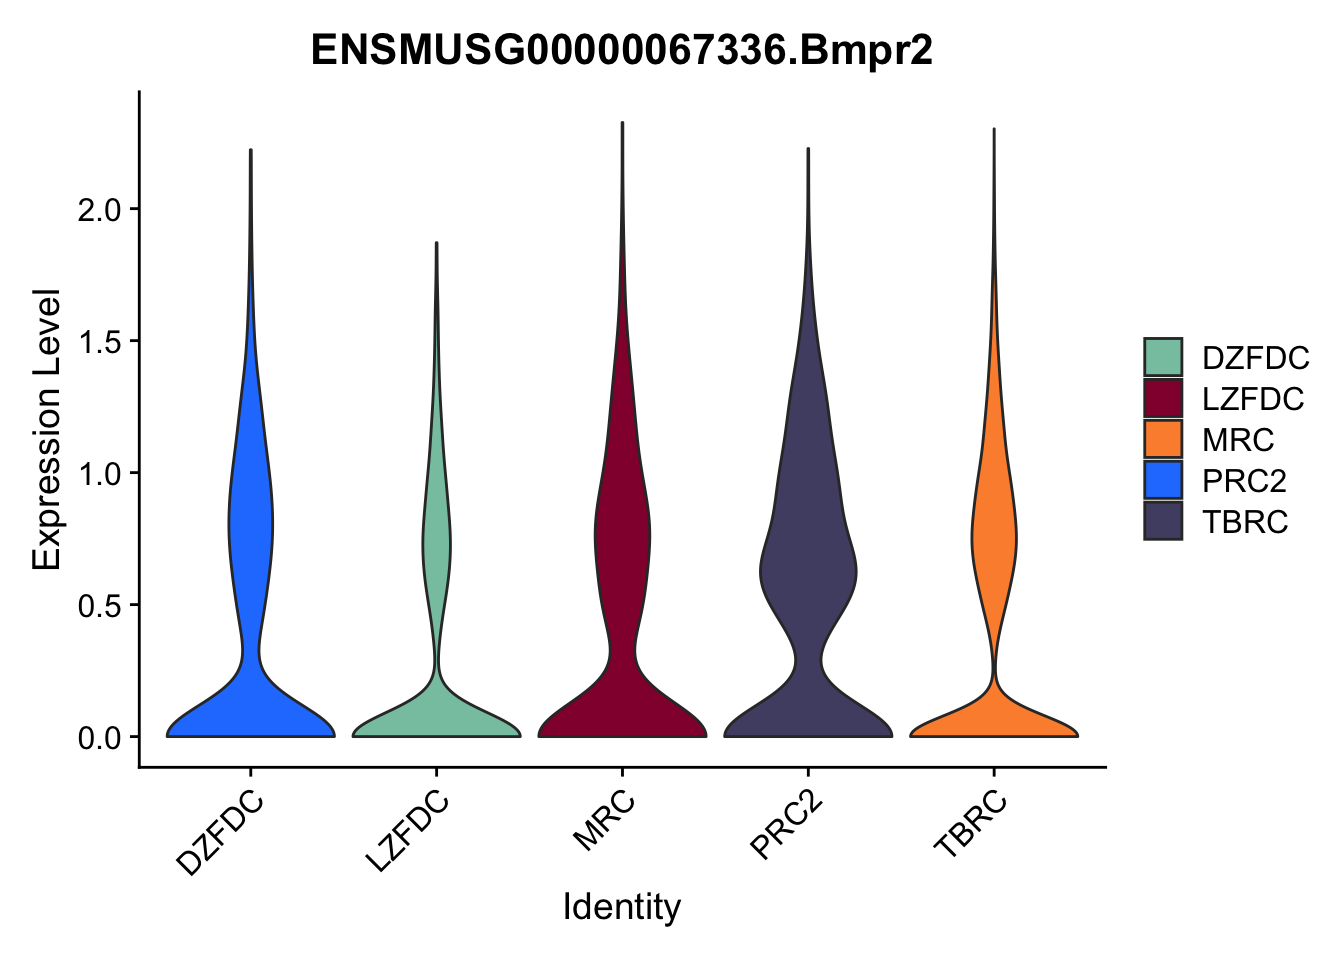 ENSMUSG00000067336.Bmpr2
Expression Level
2.0
1.5
1.0
0.5
0.0
DZFDC
LZFDC
MRC
PRC2
TBRC
Identity
DZFDC
LZFDC
MRC
PRC2
TBRC